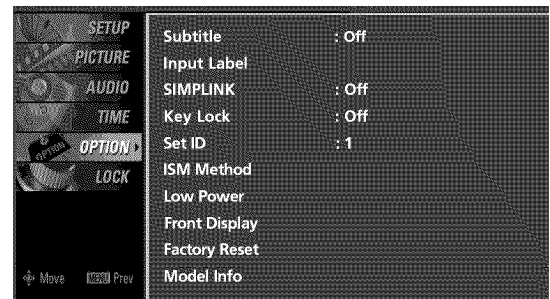 SETUP
PICTURE
AUDIO
TIME
OPTION
LOCK
Move MENU Prev
Subtitle : Off
Input Label
SIMPLINK : Off
Key Lock : Off
Set ID : 1
ISM Method
Low Power
Front Display
Factory Reset
Model Info